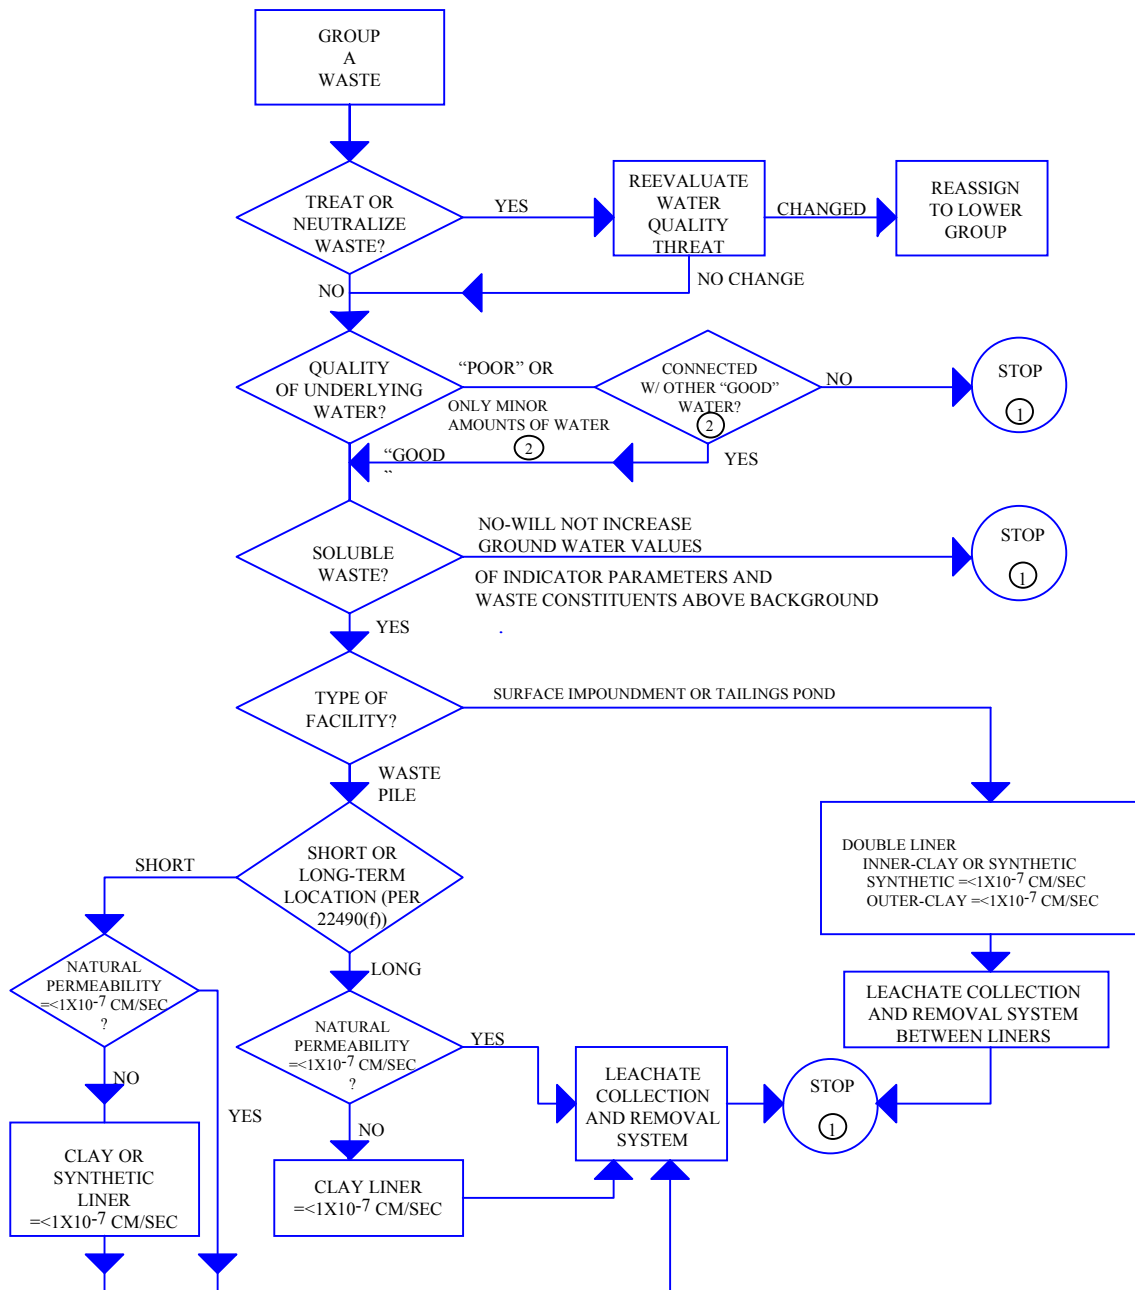 GROUP
A
WASTE
TREAT OR
NEUTRALIZE
WASTE?
YES
REEVALUATE
WATER
QUALITY
THREAT
CHANGED
REASSIGN
TO LOWER
GROUP
NO CHANGE
NO
QUALITY
OF UNDERLYING
WATER?
“POOR” OR
ONLY MINOR
AMOUNTS OF WATER
2
CONNECTED
W/ OTHER “GOOD”
WATER?
2
NO
STOP
1
“GOOD
”
YES
SOLUBLE
WASTE?
NO-WILL NOT INCREASE
GROUND WATER VALUES
OF INDICATOR PARAMETERS AND
WASTE CONSTITUENTS ABOVE BACKGROUND
.
STOP
1
YES
TYPE OF
FACILITY?
SURFACE IMPOUNDMENT OR TAILINGS POND
WASTE
PILE
SHORT OR
LONG-TERM
LOCATION (PER
22490(f))
SHORT
DOUBLE LINER
INNER-CLAY OR SYNTHETIC
SYNTHETIC =<1X10-7 CM/SEC
OUTER-CLAY =<1X10-7 CM/SEC
LONG
NATURAL
PERMEABILITY
=<1X10-7 CM/SEC
?
NATURAL
PERMEABILITY
=<1X10-7 CM/SEC
?
YES
LEACHATE COLLECTION
AND REMOVAL SYSTEM
BETWEEN LINERS
LEACHATE
COLLECTION
AND REMOVAL
SYSTEM
STOP
1
NO
YES
NO
CLAY OR
SYNTHETIC
LINER
=<1X10-7 CM/SEC
CLAY LINER
=<1X10-7 CM/SEC